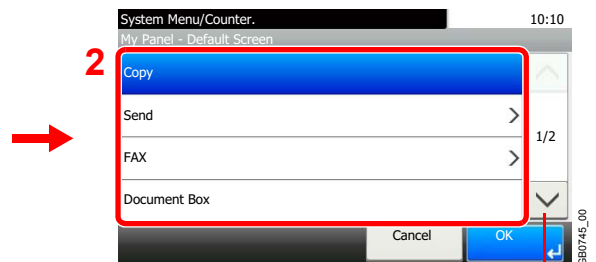 System Menu/Counter. 10:10
My Panel - Default Screen
2
Copy
Send
1/2
FAX
Document Box
Cancel OK
GB0745_00